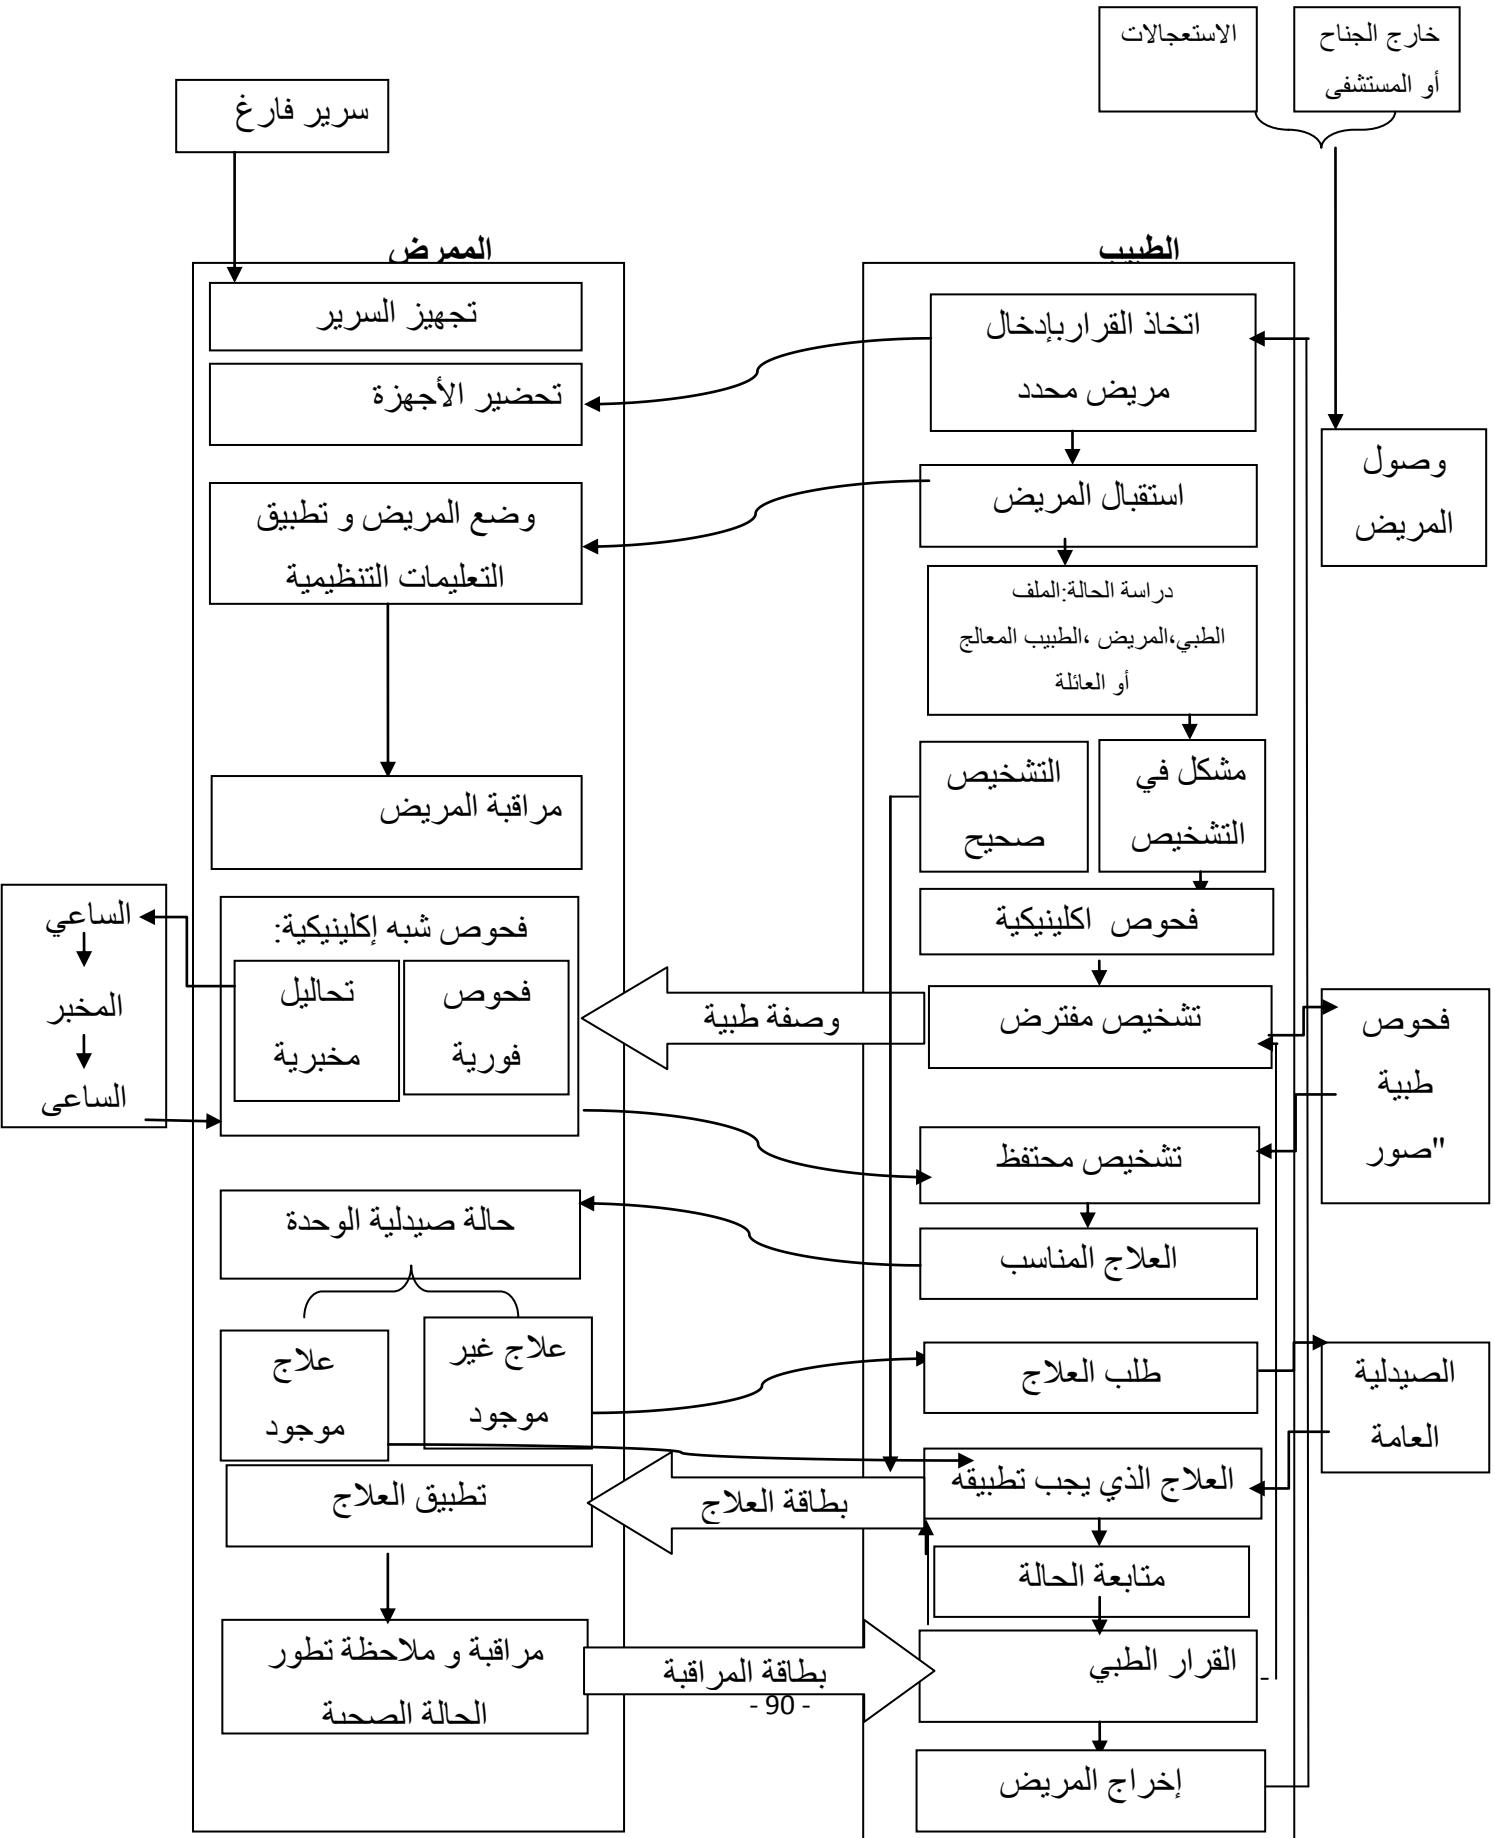 الاستعجالات
خارج الجناح
أو المستشفى
سرير فارغ
الطبيب
الممرض
اتخاذ القراربإدخال
مريض محدد
تجهيز السرير
تحضير الأجهزة
وصول
المريض
استقبال المريض
وضع المريض و تطبيق
التعليمات التنظيمية
دراسة الحالة:الملف
الطبي،المريض ،الطبيب المعالج
أو العائلة
مشكل في
التشخيص
التشخيص
صحيح
مراقبة المريض
فحوص اكلينيكية
فحوص شبه إكلينيكية:
فحوص
فورية
تحاليل
مخبرية
الساعي
المخبر
الساعى
تشخيص مفترض
وصفة طبية
فحوص
طبية
"صور
تشخيص محتفظ
العلاج المناسب
حالة صيدلية الوحدة
علاج غير
موجود
علاج
موجود
طلب العلاج
الصيدلية
العامة
العلاج الذي يجب تطبيقه
بطاقة العلاج
تطبيق العلاج
متابعة الحالة
القرار الطبي
بطاقة المراقبة
مراقبة و ملاحظة تطور
الحالة الصحية
إخراج المريض
- 90 -